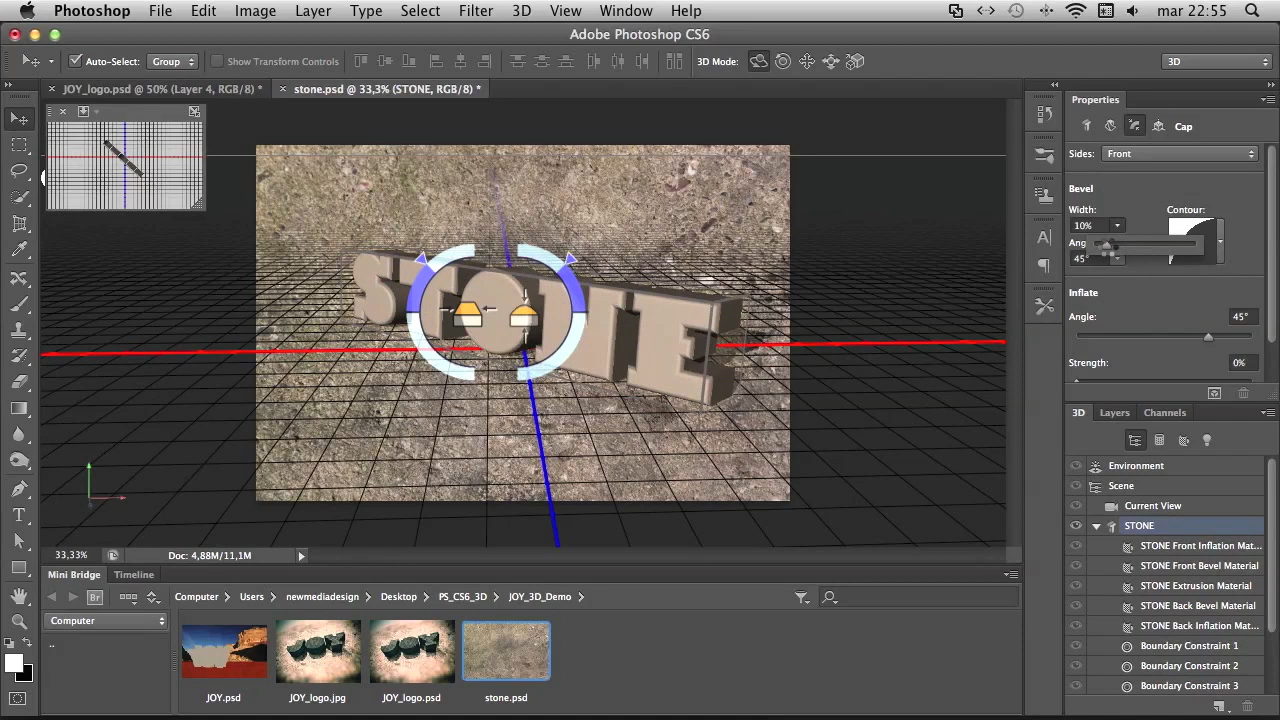 Photoshop File Edit Image Layer Type Select Filter 3D View Window Help mar 22:55
Adobe Photoshop CS6
Auto-Select: Group Show Transform Controls 3D Mode: 3D
JOY_logo.psd @ 50% (Layer 4, RGB/8) * stone.psd @ 33,3% (STONE, RGB/8) *
Properties
Cap
Sides: Front
Bevel
Width: Contour:
10%
Ang
45°
Inflate
Angle: 45°
Strength: 0%
STONE
3D Layers Channels
Environment
Scene
Current View
STONE
STONE Front Inflation Mat...
STONE Front Bevel Material
STONE Extrusion Material
STONE Back Bevel Material
STONE Back Inflation Mat...
Boundary Constraint 1
Boundary Constraint 2
Boundary Constraint 3
33,33% Doc: 4,88M/11,1M
Mini Bridge Timeline
Br Computer Users newmediadesign Desktop PS_CS6_3D JOY_3D_Demo
Computer
..
JOY.psd JOY_logo.jpg JOY_logo.psd stone.psd